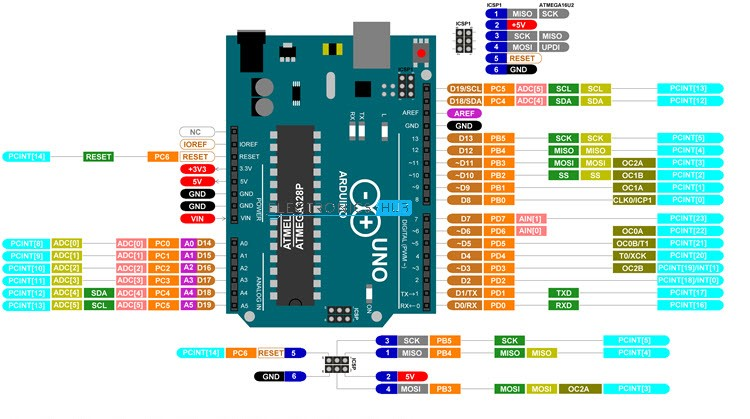 ICSP1 ATMEGA16U2
1 MISO SCK
2 +5V
3 SCK MISO
4 MOSI UPDI
5 RESET
6 GND
ICSP1
D19/SCL PC5 ADC[5] SCL SCL PCINT[13]
D18/SDA PC4 ADC[4] SDA SDA PCINT[12]
AREF AREF
GND GND
13 D13 PB5 SCK SCK PCINT[5]
12 D12 PB4 MISO MISO PCINT[4]
~11 ~D11 PB3 MOSI MOSI OC2A PCINT[3]
~10 ~D10 PB2 SS SS OC1B PCINT[2]
~9 ~D9 PB1 OC1A PCINT[1]
8 D8 PB0 CLK0/ICP1 PCINT[0]
7 D7 PD7 AIN[1] PCINT[23]
~6 ~D6 PD6 AIN[0] OC0A PCINT[22]
~5 ~D5 PD5 OC0B/T1 PCINT[21]
4 D4 PD4 T0/XCK PCINT[20]
~3 ~D3 PD3 OC2B PCINT[19]/INT[1]
2 D2 PD2 PCINT[18]/INT[0]
TX→1 D1/TX PD1 TXD PCINT[17]
RX←0 D0/RX PD0 RXD PCINT[16]
NC
IOREF IOREF
PCINT[14] RESET PC6 RESET RESET
+3V3 3.3V
5V 5V
GND GND
GND GND
VIN VIN
PCINT[8] ADC[0] ADC[0] PC0 A0 D14 A0
PCINT[9] ADC[1] ADC[1] PC1 A1 D15 A1
PCINT[10] ADC[2] ADC[2] PC2 A2 D16 A2
PCINT[11] ADC[3] ADC[3] PC3 A3 D17 A3
PCINT[12] ADC[4] SDA ADC[4] PC4 A4 D18 A4
PCINT[13] ADC[5] SCL ADC[5] PC5 A5 D19 A5
POWER
ANALOG IN
ATMEL
ATMEGA328P
ARDUINO
UNO
DIGITAL (PWM ~)
RX
TX
L
ON
ICSP
PCINT[14] PC6 RESET 5
GND 6
ICSP
3 SCK PB5 SCK PCINT[5]
1 MISO PB4 MISO MISO PCINT[4]
2 5V
4 MOSI PB3 MOSI MOSI OC2A PCINT[3]